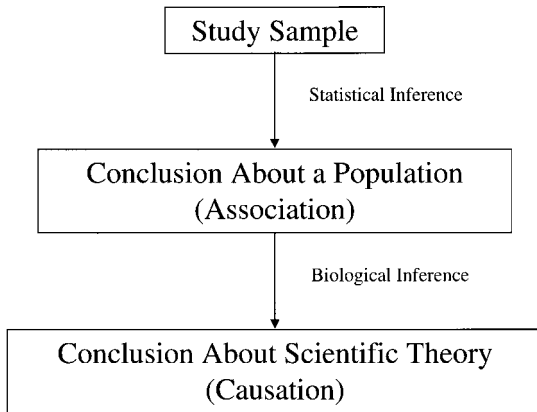 Study Sample
Statistical Inference
Conclusion About a Population
(Association)
Biological Inference
Conclusion About Scientific Theory
(Causation)